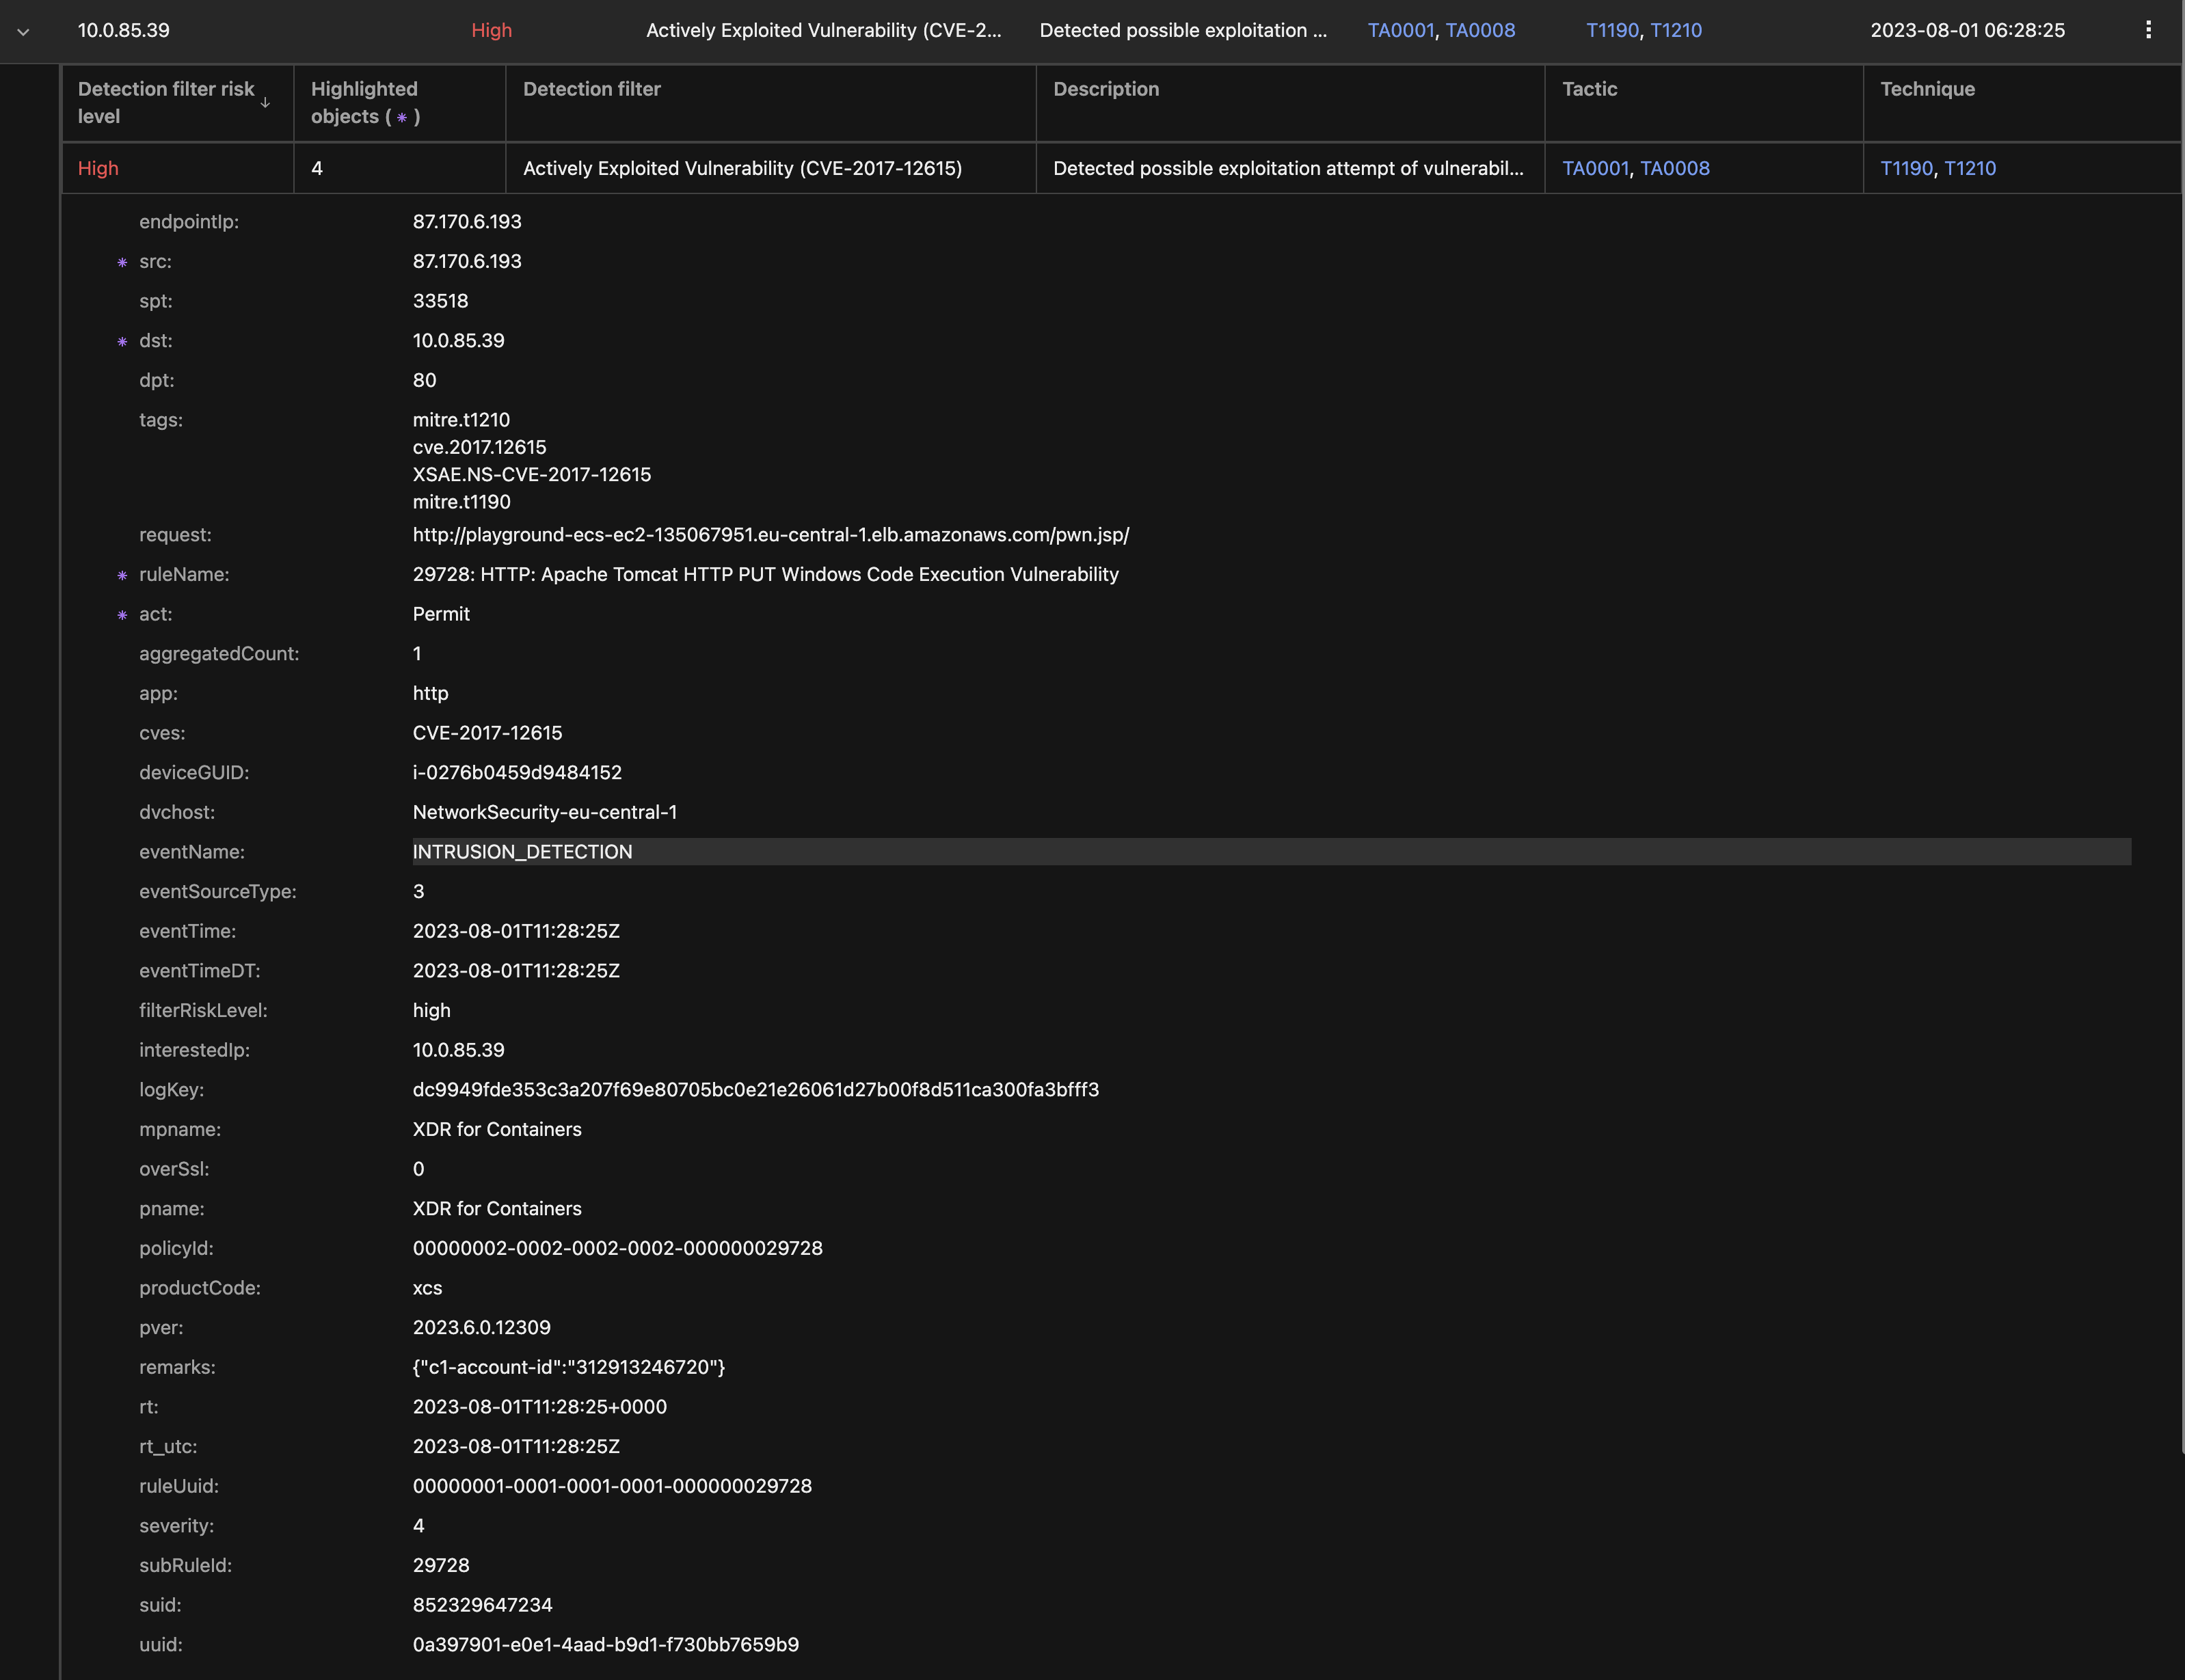 10.0.85.39 High Actively Exploited Vulnerability (CVE-2... Detected possible exploitation ... TA0001, TA0008 T1190, T1210 2023-08-01 06:28:25
Detection filter risk level Highlighted objects ( * ) Detection filter Description Tactic Technique
High 4 Actively Exploited Vulnerability (CVE-2017-12615) Detected possible exploitation attempt of vulnerabil... TA0001, TA0008 T1190, T1210
endpointIp: 87.170.6.193
* src: 87.170.6.193
spt: 33518
* dst: 10.0.85.39
dpt: 80
tags: mitre.t1210
cve.2017.12615
XSAE.NS-CVE-2017-12615
mitre.t1190
request: http://playground-ecs-ec2-135067951.eu-central-1.elb.amazonaws.com/pwn.jsp/
* ruleName: 29728: HTTP: Apache Tomcat HTTP PUT Windows Code Execution Vulnerability
* act: Permit
aggregatedCount: 1
app: http
cves: CVE-2017-12615
deviceGUID: i-0276b0459d9484152
dvchost: NetworkSecurity-eu-central-1
eventName: INTRUSION_DETECTION
eventSourceType: 3
eventTime: 2023-08-01T11:28:25Z
eventTimeDT: 2023-08-01T11:28:25Z
filterRiskLevel: high
interestedIp: 10.0.85.39
logKey: dc9949fde353c3a207f69e80705bc0e21e26061d27b00f8d511ca300fa3bfff3
mpname: XDR for Containers
overSsl: 0
pname: XDR for Containers
policyId: 00000002-0002-0002-0002-000000029728
productCode: xcs
pver: 2023.6.0.12309
remarks: {"c1-account-id":"312913246720"}
rt: 2023-08-01T11:28:25+0000
rt_utc: 2023-08-01T11:28:25Z
ruleUuid: 00000001-0001-0001-0001-000000029728
severity: 4
subRuleId: 29728
suid: 852329647234
uuid: 0a397901-e0e1-4aad-b9d1-f730bb7659b9